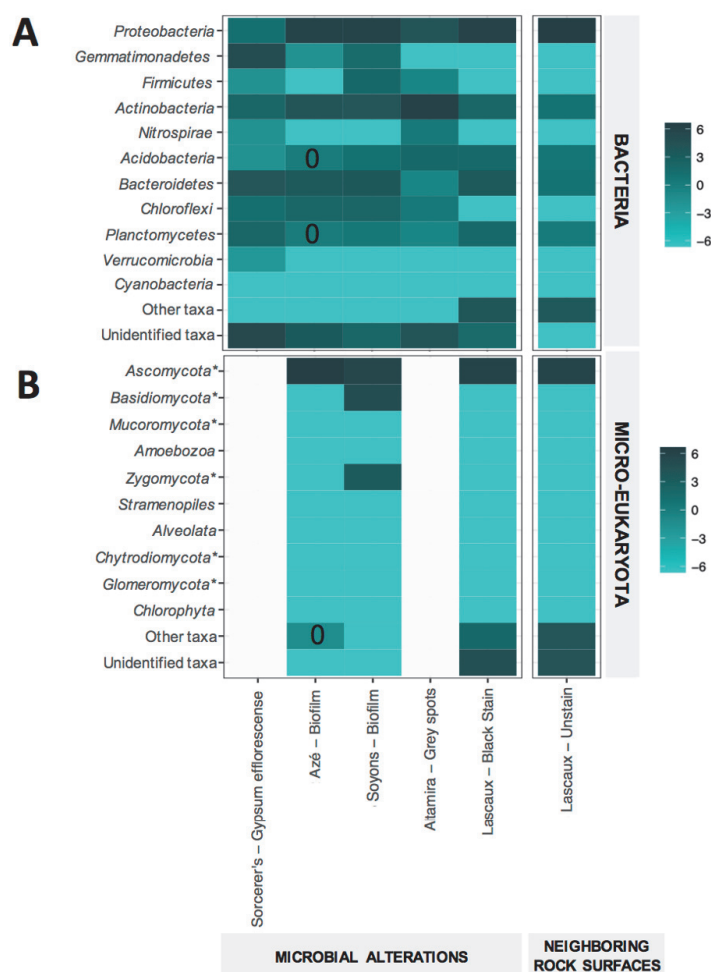 A
Proteobacteria
Gemmatimonadetes
Firmicutes
Actinobacteria
Nitrospirae
Acidobacteria
0
Bacteroidetes
Chloroflexi
Planctomycetes
0
Verrucomicrobia
Cyanobacteria
Other taxa
Unidentified taxa
BACTERIA
6
3
0
−3
−6
B
Ascomycota*
Basidiomycota*
Mucoromycota*
Amoebozoa
Zygomycota*
Stramenopiles
Alveolata
Chytrodiomycota*
Glomeromycota*
Chlorophyta
Other taxa
0
Unidentified taxa
MICRO-EUKARYOTA
6
3
0
−3
−6
Sorcerer's – Gypsum efflorescense
Azé – Biofilm
Soyons – Biofilm
Altamira – Grey spots
Lascaux – Black Stain
Lascaux – Unstain
MICROBIAL ALTERATIONS
NEIGHBORING
ROCK SURFACES